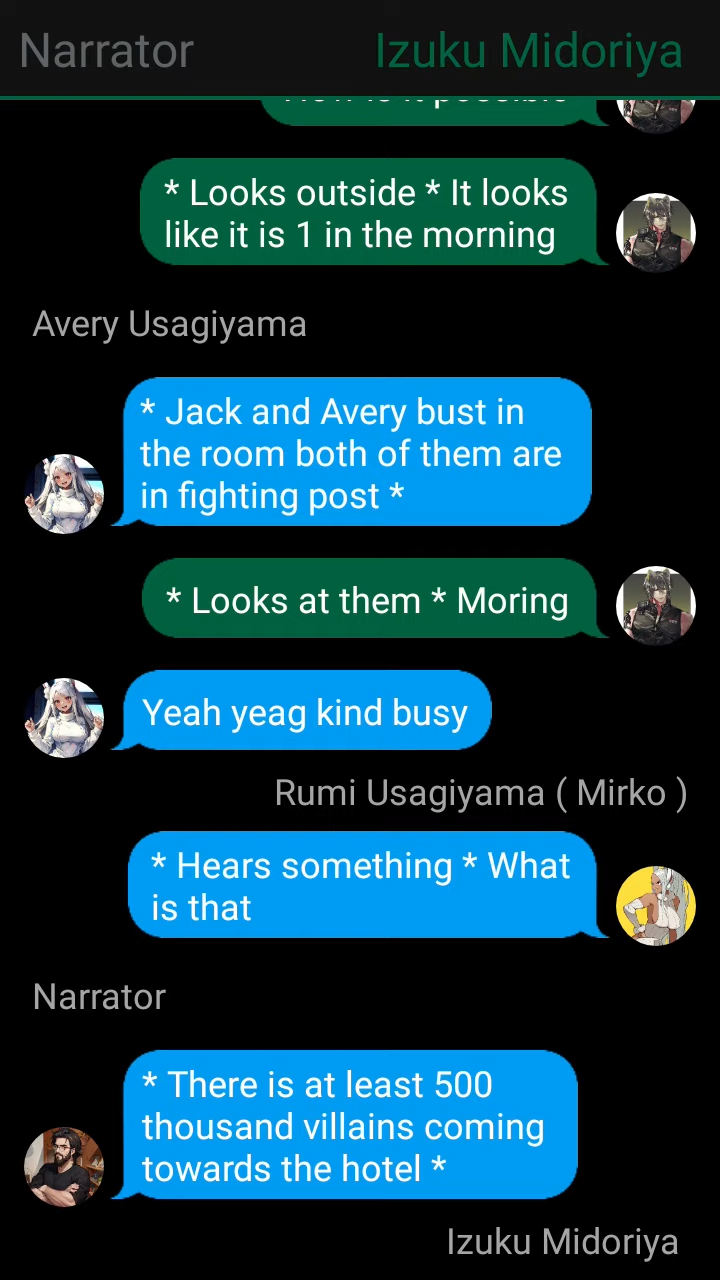 Narrator
Izuku Midoriya
* Looks outside * It looks
like it is 1 in the morning
Avery Usagiyama
* Jack and Avery bust in
the room both of them are
in fighting post *
* Looks at them * Moring
Yeah yeag kind busy
Rumi Usagiyama ( Mirko )
* Hears something * What
is that
Narrator
* There is at least 500
thousand villains coming
towards the hotel *
Izuku Midoriya